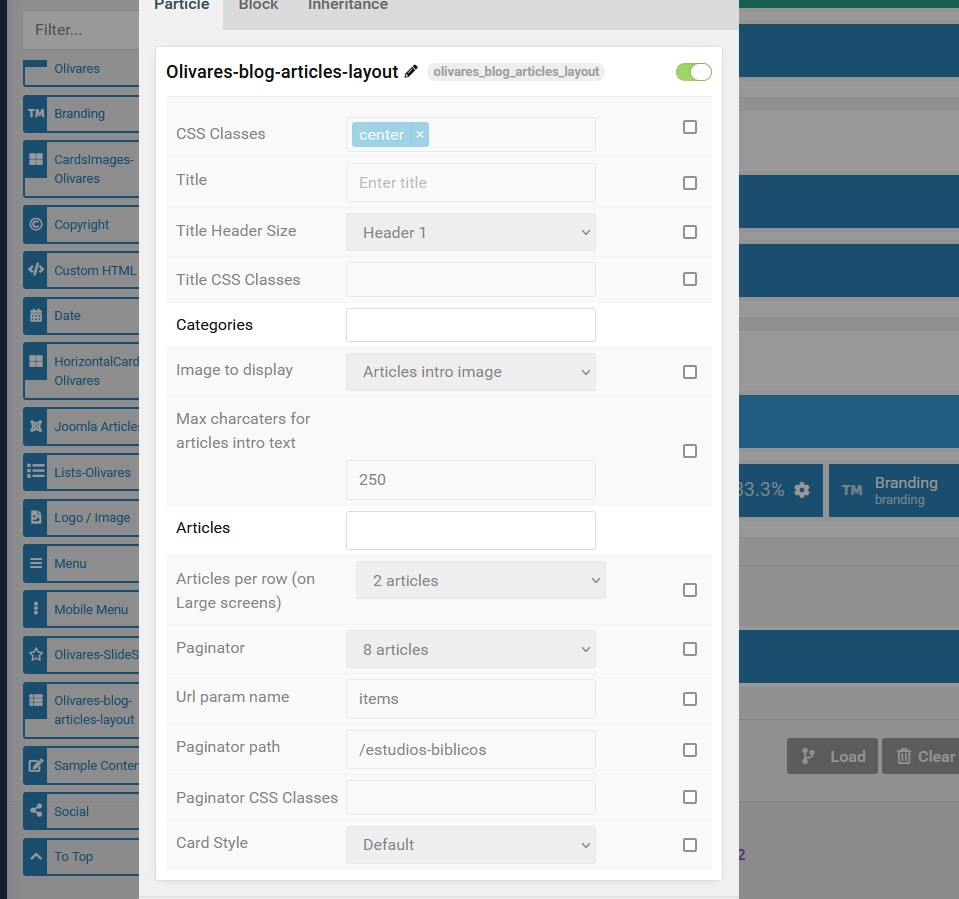 Particle
Block
Inheritance
Filter...
Olivares
TM Branding
CardsImages-
Olivares
Copyright
Custom HTML
Date
HorizontalCard
Olivares
Joomla Articles
Lists-Olivares
Logo / Image
Menu
Mobile Menu
Olivares-SlideS
Olivares-blog-
articles-layout
Sample Conten
Social
To Top
Olivares-blog-articles-layout
olivares_blog_articles_layout
CSS Classes
center ×
Title
Enter title
Title Header Size
Header 1
Title CSS Classes
Categories
Image to display
Articles intro image
Max charcaters for
articles intro text
250
Articles
Articles per row (on
Large screens)
2 articles
Paginator
8 articles
Url param name
items
Paginator path
/estudios-biblicos
Paginator CSS Classes
Card Style
Default
33.3%
TM Branding
branding
Load
Clear
2